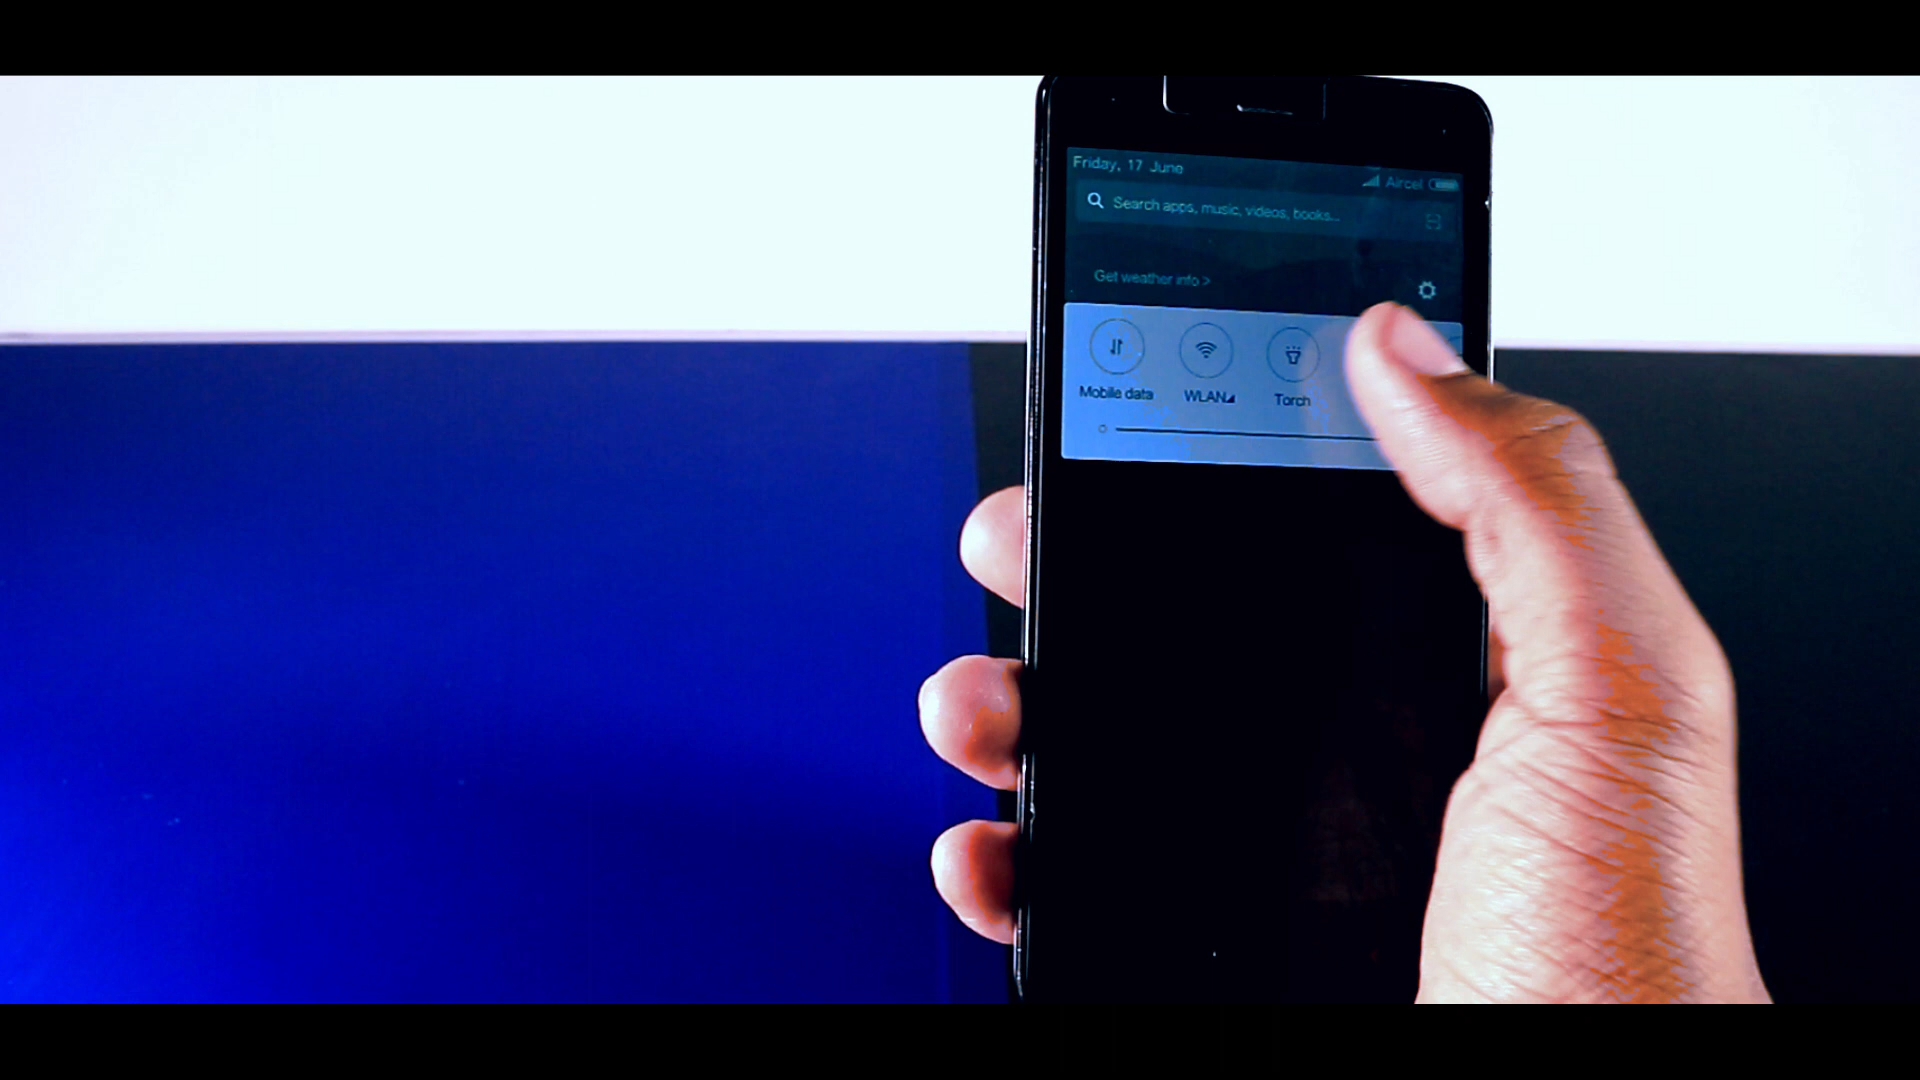 Friday, 17 June
Aircel
Search apps, music, videos, books...
Get weather info >
Mobile data
WLAN
Torch